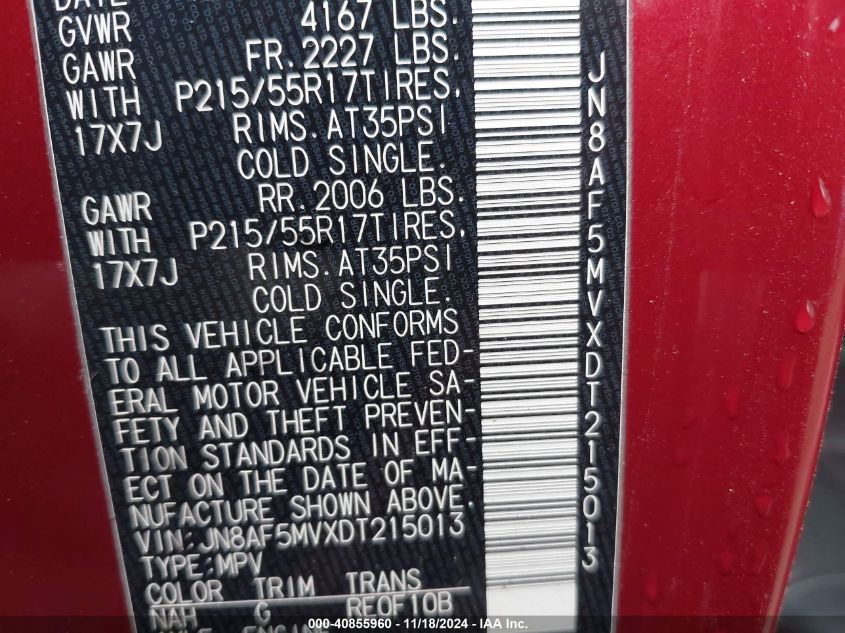 DATE
GVWR 4167 LBS.
GAWR FR. 2227 LBS.
WITH P215/55R17TIRES.
17X7J RIMS. AT35PSI
COLD SINGLE.
GAWR RR. 2006 LBS.
WITH P215/55R17TIRES.
17X7J RIMS. AT35PSI
COLD SINGLE.
THIS VEHICLE CONFORMS
TO ALL APPLICABLE FED-
ERAL MOTOR VEHICLE SA-
FETY AND THEFT PREVEN-
TION STANDARDS IN EFF-
ECT ON THE DATE OF MA-
NUFACTURE SHOWN ABOVE.
VIN:JN8AF5MVXDT215013
TYPE:MPV
COLOR TRIM TRANS
NAH G RE0F10B
ENGINE
JN8AF5MVXDT215013
000-40855960 - 11/18/2024 - IAA, Inc.